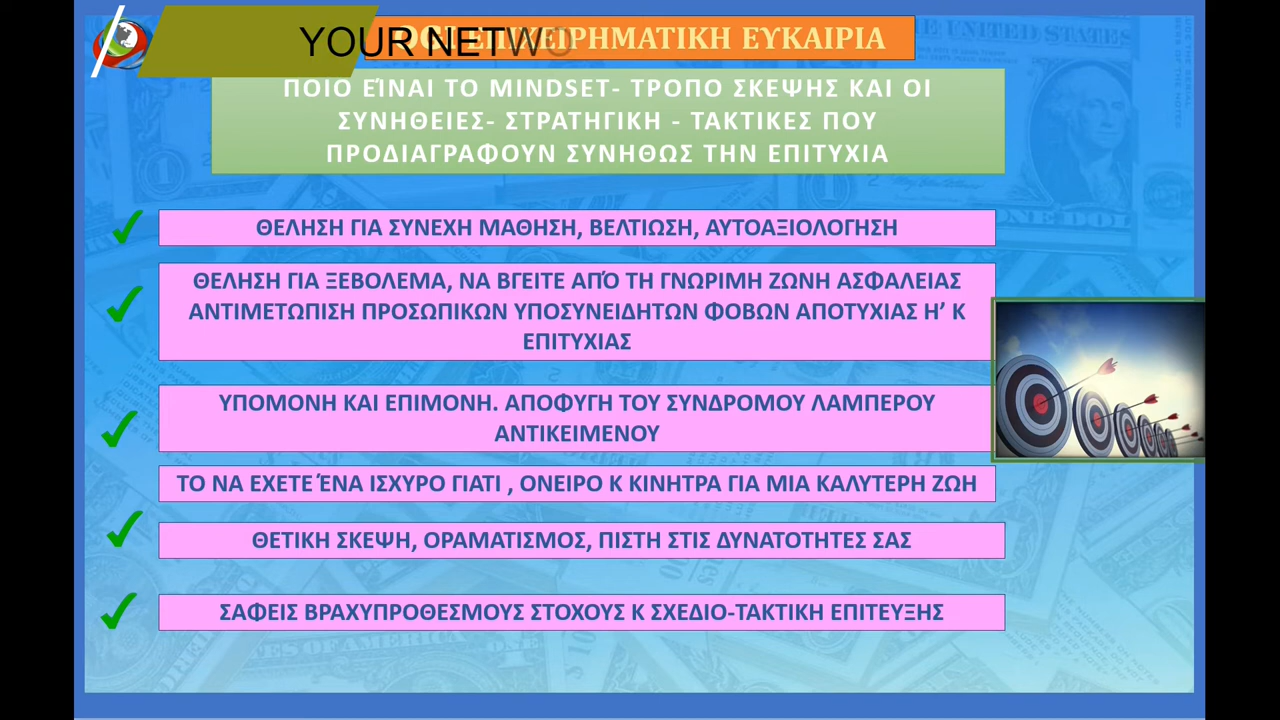 YOUR NETWO
ΕΠΙΧΕΙΡΗΜΑΤΙΚΗ ΕΥΚΑΙΡΙΑ
ΠΟΙΟ ΕΊΝΑΙ ΤΟ MINDSET- ΤΡΟΠΟ ΣΚΕΨΗΣ ΚΑΙ ΟΙ
ΣΥΝΗΘΕΙΕΣ- ΣΤΡΑΤΗΓΙΚΗ - ΤΑΚΤΙΚΕΣ ΠΟΥ
ΠΡΟΔΙΑΓΡΑΦΟΥΝ ΣΥΝΗΘΩΣ ΤΗΝ ΕΠΙΤΥΧΙΑ
ΘΕΛΗΣΗ ΓΙΑ ΣΥΝΕΧΗ ΜΑΘΗΣΗ, ΒΕΛΤΙΩΣΗ, ΑΥΤΟΑΞΙΟΛΟΓΗΣΗ
ΘΕΛΗΣΗ ΓΙΑ ΞΕΒΟΛΕΜΑ, ΝΑ ΒΓΕΙΤΕ ΑΠΌ ΤΗ ΓΝΩΡΙΜΗ ΖΩΝΗ ΑΣΦΑΛΕΙΑΣ
ΑΝΤΙΜΕΤΩΠΙΣΗ ΠΡΟΣΩΠΙΚΩΝ ΥΠΟΣΥΝΕΙΔΗΤΩΝ ΦΟΒΩΝ ΑΠΟΤΥΧΙΑΣ Η’ Κ
ΕΠΙΤΥΧΙΑΣ
ΥΠΟΜΟΝΗ ΚΑΙ ΕΠΙΜΟΝΗ. ΑΠΟΦΥΓΗ ΤΟΥ ΣΥΝΔΡΟΜΟΥ ΛΑΜΠΕΡΟΥ
ΑΝΤΙΚΕΙΜΕΝΟΥ
ΤΟ ΝΑ ΕΧΕΤΕ ΈΝΑ ΙΣΧΥΡΟ ΓΙΑΤΙ , ΟΝΕΙΡΟ Κ ΚΙΝΗΤΡΑ ΓΙΑ ΜΙΑ ΚΑΛΥΤΕΡΗ ΖΩΗ
ΘΕΤΙΚΗ ΣΚΕΨΗ, ΟΡΑΜΑΤΙΣΜΟΣ, ΠΙΣΤΗ ΣΤΙΣ ΔΥΝΑΤΟΤΗΤΕΣ ΣΑΣ
ΣΑΦΕΙΣ ΒΡΑΧΥΠΡΟΘΕΣΜΟΥΣ ΣΤΟΧΟΥΣ Κ ΣΧΕΔΙΟ-ΤΑΚΤΙΚΗ ΕΠΙΤΕΥΞΗΣ